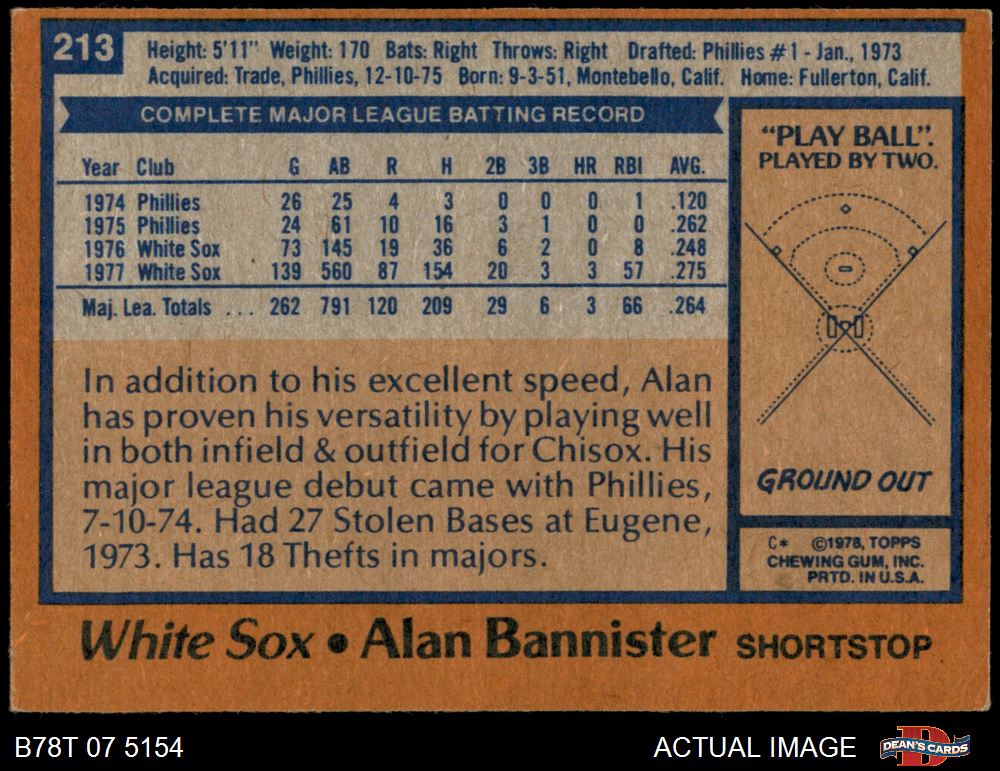 213
Height: 5'11" Weight: 170 Bats: Right Throws: Right Drafted: Phillies #1 - Jan., 1973
Acquired: Trade, Phillies, 12-10-75 Born: 9-3-51, Montebello, Calif. Home: Fullerton, Calif.
COMPLETE MAJOR LEAGUE BATTING RECORD
Year Club G AB R H 2B 3B HR RBI AVG.
1974 Phillies 26 25 4 3 0 0 0 1 .120
1975 Phillies 24 61 10 16 3 1 0 0 .262
1976 White Sox 73 145 19 36 6 2 0 8 .248
1977 White Sox 139 560 87 154 20 3 3 57 .275
Maj. Lea. Totals ... 262 791 120 209 29 6 3 66 .264
In addition to his excellent speed, Alan
has proven his versatility by playing well
in both infield & outfield for Chisox. His
major league debut came with Phillies,
7-10-74. Had 27 Stolen Bases at Eugene,
1973. Has 18 Thefts in majors.
"PLAY BALL".
PLAYED BY TWO.
GROUND OUT
C* ©1978, TOPPS
CHEWING GUM, INC.
PRTD. IN U.S.A.
White Sox • Alan Bannister SHORTSTOP
B78T 07 5154
ACTUAL IMAGE
DEAN'S CARDS